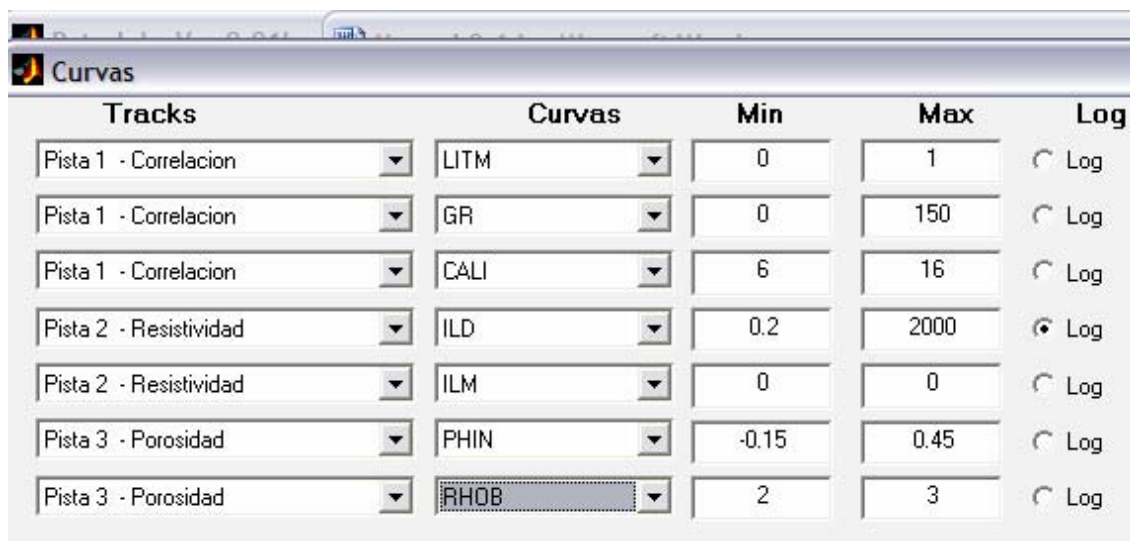 Curvas
Tracks Curvas Min Max Log
Pista 1 - Correlacion LITM 0 1 Log
Pista 1 - Correlacion GR 0 150 Log
Pista 1 - Correlacion CALI 6 16 Log
Pista 2 - Resistividad ILD 0.2 2000 Log
Pista 2 - Resistividad ILM 0 0 Log
Pista 3 - Porosidad PHIN -0.15 0.45 Log
Pista 3 - Porosidad RHOB 2 3 Log